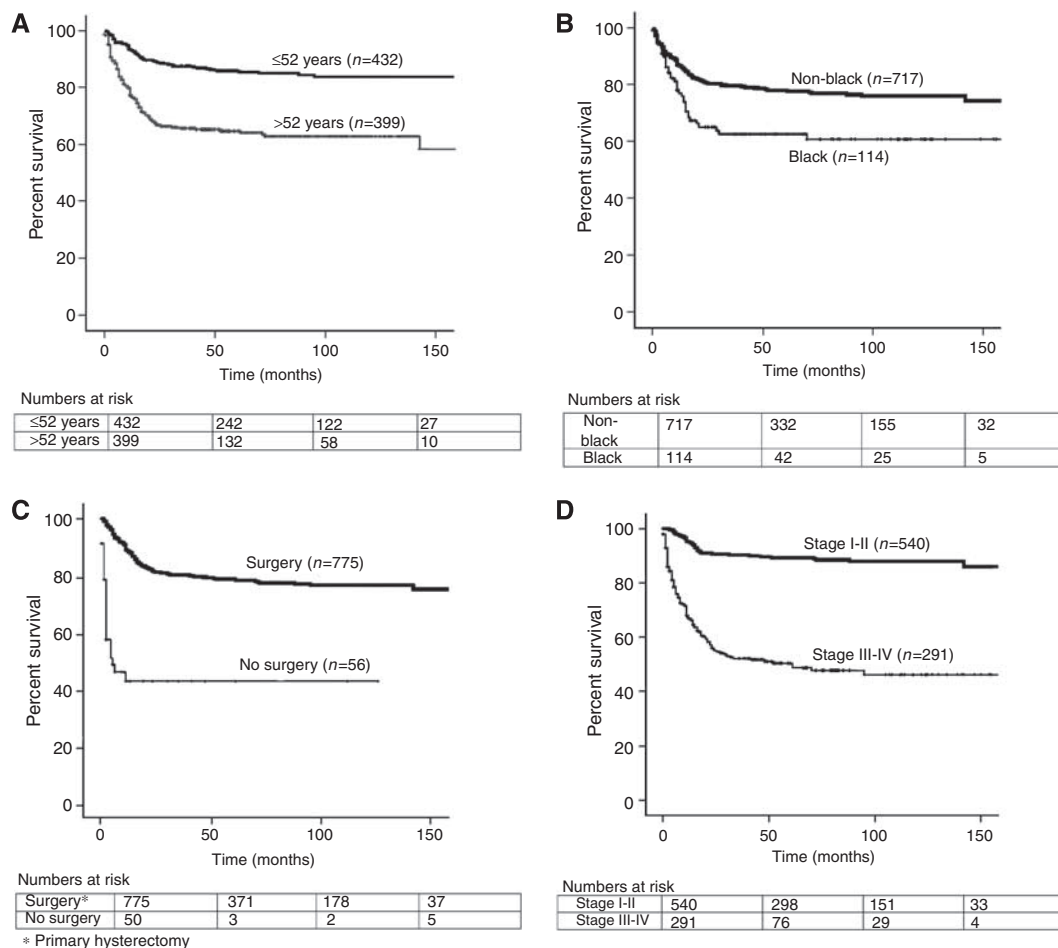 A
Percent survival
100
80
60
40
20
0
≤52 years (n=432)
>52 years (n=399)
0 50 100 150
Time (months)
Numbers at risk
≤52 years 432 242 122 27
>52 years 399 132 58 10
B
Percent survival
100
80
60
40
20
0
Non-black (n=717)
Black (n=114)
0 50 100 150
Time (months)
Numbers at risk
Non-
black 717 332 155 32
Black 114 42 25 5
C
Percent survival
100
80
60
40
20
0
Surgery (n=775)
No surgery (n=56)
0 50 100 150
Time (months)
Numbers at risk
Surgery* 775 371 178 37
No surgery 50 3 2 5
* Primary hysterectomy
D
Percent survival
100
80
60
40
20
0
Stage I-II (n=540)
Stage III-IV (n=291)
0 50 100 150
Time (months)
Numbers at risk
Stage I-II 540 298 151 33
Stage III-IV 291 76 29 4